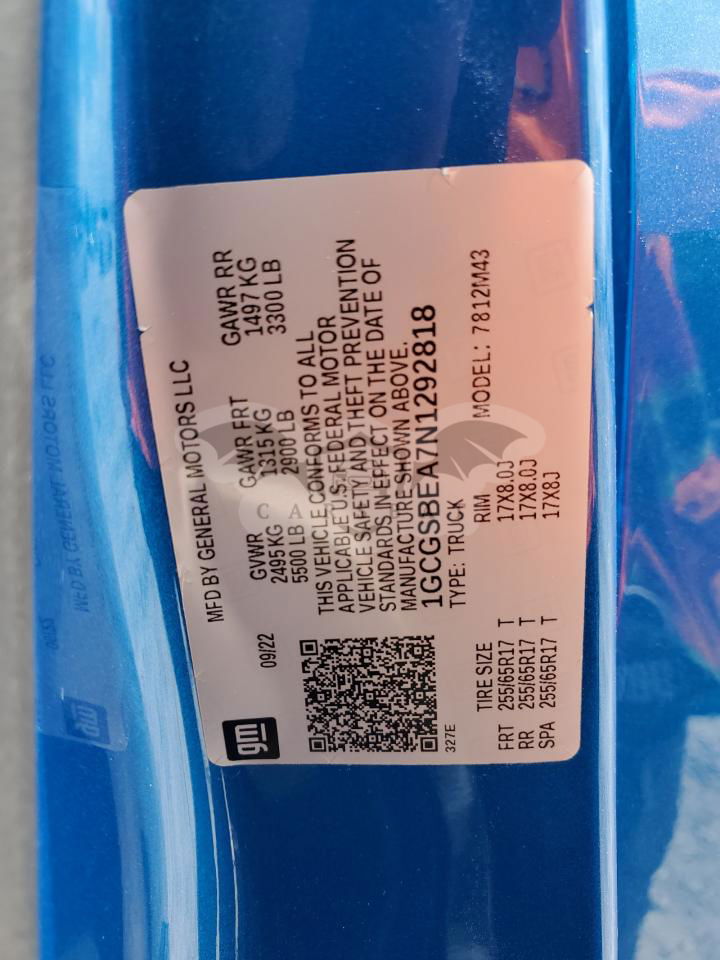 gm
09/22
MFD BY GENERAL MOTORS LLC
GVWR GAWR FRT GAWR RR
2495 KG 1315 KG 1497 KG
5500 LB 2900 LB 3300 LB
THIS VEHICLE CONFORMS TO ALL
APPLICABLE U.S. FEDERAL MOTOR
VEHICLE SAFETY AND THEFT PREVENTION
STANDARDS IN EFFECT ON THE DATE OF
MANUFACTURE SHOWN ABOVE.
1GCGSBEA7N1292818
327E
TYPE: TRUCK MODEL: 7812M43
TIRE SIZE RIM
FRT 255/65R17 T 17X8.0J
RR 255/65R17 T 17X8.0J
SPA 255/65R17 T 17X8J